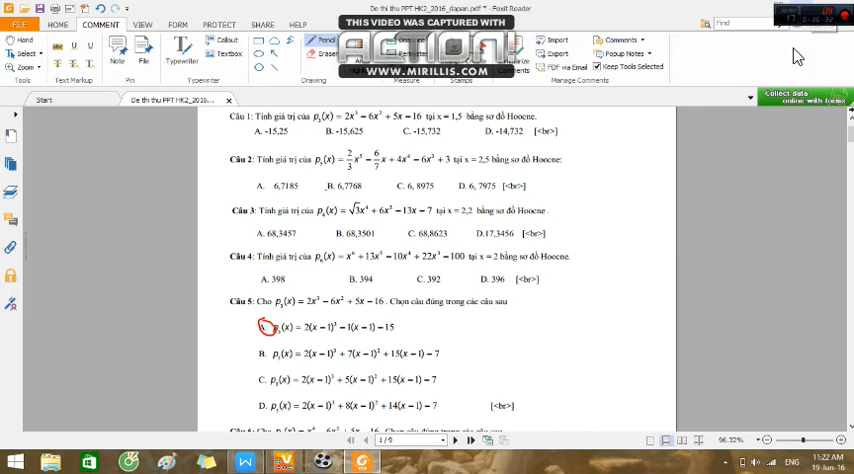 De thi thu PPT HK2_2016_dapan.pdf * - Foxit Reader
THIS VIDEO WAS CAPTURED WITH
ACTION!
WWW.MIRILLIS.COM
FILE HOME COMMENT VIEW FORM PROTECT SHARE HELP
Find
Hand Select Zoom
Tools
Text Markup
Note File
Pin
Typewriter Callout Textbox
Typewriter
Pencil Eraser
Drawing
Measure
Stamps
Import Export FDF via Email
Comments Popup Notes Keep Tools Selected
Manage Comments
Start
De thi thu PPT HK2_2016...
Collect data
online with forms
Câu 1: Tính giá trị của p₃(x) = 2x³ − 6x² + 5x − 16 tại x = 1,5 bằng sơ đồ Hoocne.
A. -15,25 B. -15,625 C. -15,732 D. -14,732 [<br>]
Câu 2: Tính giá trị của p₅(x) = 2/3 x⁵ − 6/7 x + 4x⁴ − 6x³ + 3 tại x = 2,5 bằng sơ đồ Hoocne:
A. 6,7185 B. 6,7768 C. 6, 8975 D. 6, 7975 [<br>]
Câu 3: Tính giá trị của p₄(x) = √3x⁴ + 6x³ − 13x − 7 tại x = 2,2 bằng sơ đồ Hoocne .
A. 68,3457 B. 68,3501 C. 68,8623 D.17,3456 [<br>]
Câu 4: Tính giá trị của p₆(x) = x⁶ + 13x⁵ − 10x⁴ + 22x³ − 100 tại x = 2 bằng sơ đồ Hoocne.
A. 398 B. 394 C. 392 D. 396 [<br>]
Câu 5: Cho p₃(x) = 2x³ − 6x² + 5x − 16 . Chọn câu đúng trong các câu sau
A. p₃(x) = 2(x − 1)³ − 1(x − 1) − 15
B. p₃(x) = 2(x − 1)³ + 7(x − 1)² + 15(x − 1) − 7
C. p₃(x) = 2(x − 1)³ + 5(x − 1)² + 15(x − 1) − 7
D. p₃(x) = 2(x − 1)³ + 8(x − 1)² + 14(x − 1) − 7 [<br>]
1 / 9
96.32%
ENG
11:22 AM
19-Jun-16